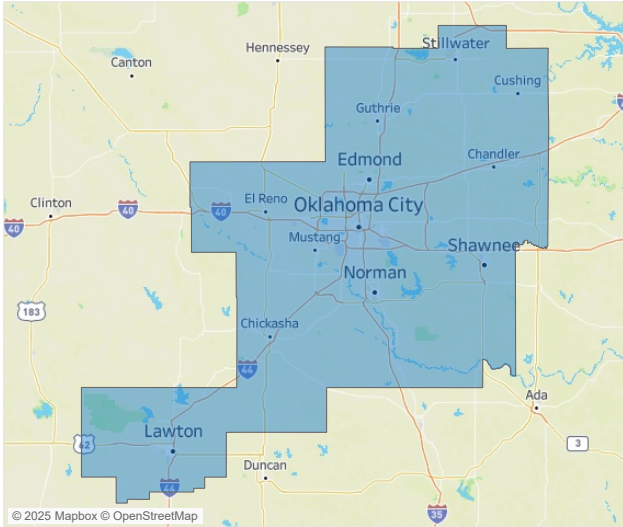 Stillwater
Hennessey
Canton
Cushing
Guthrie
Edmond
Chandler
El Reno
Clinton
40
40
40
Oklahoma City
Mustang
Shawnee
Norman
183
Chickasha
44
Ada
Lawton
62
3
Duncan
44
35
© 2025 Mapbox © OpenStreetMap